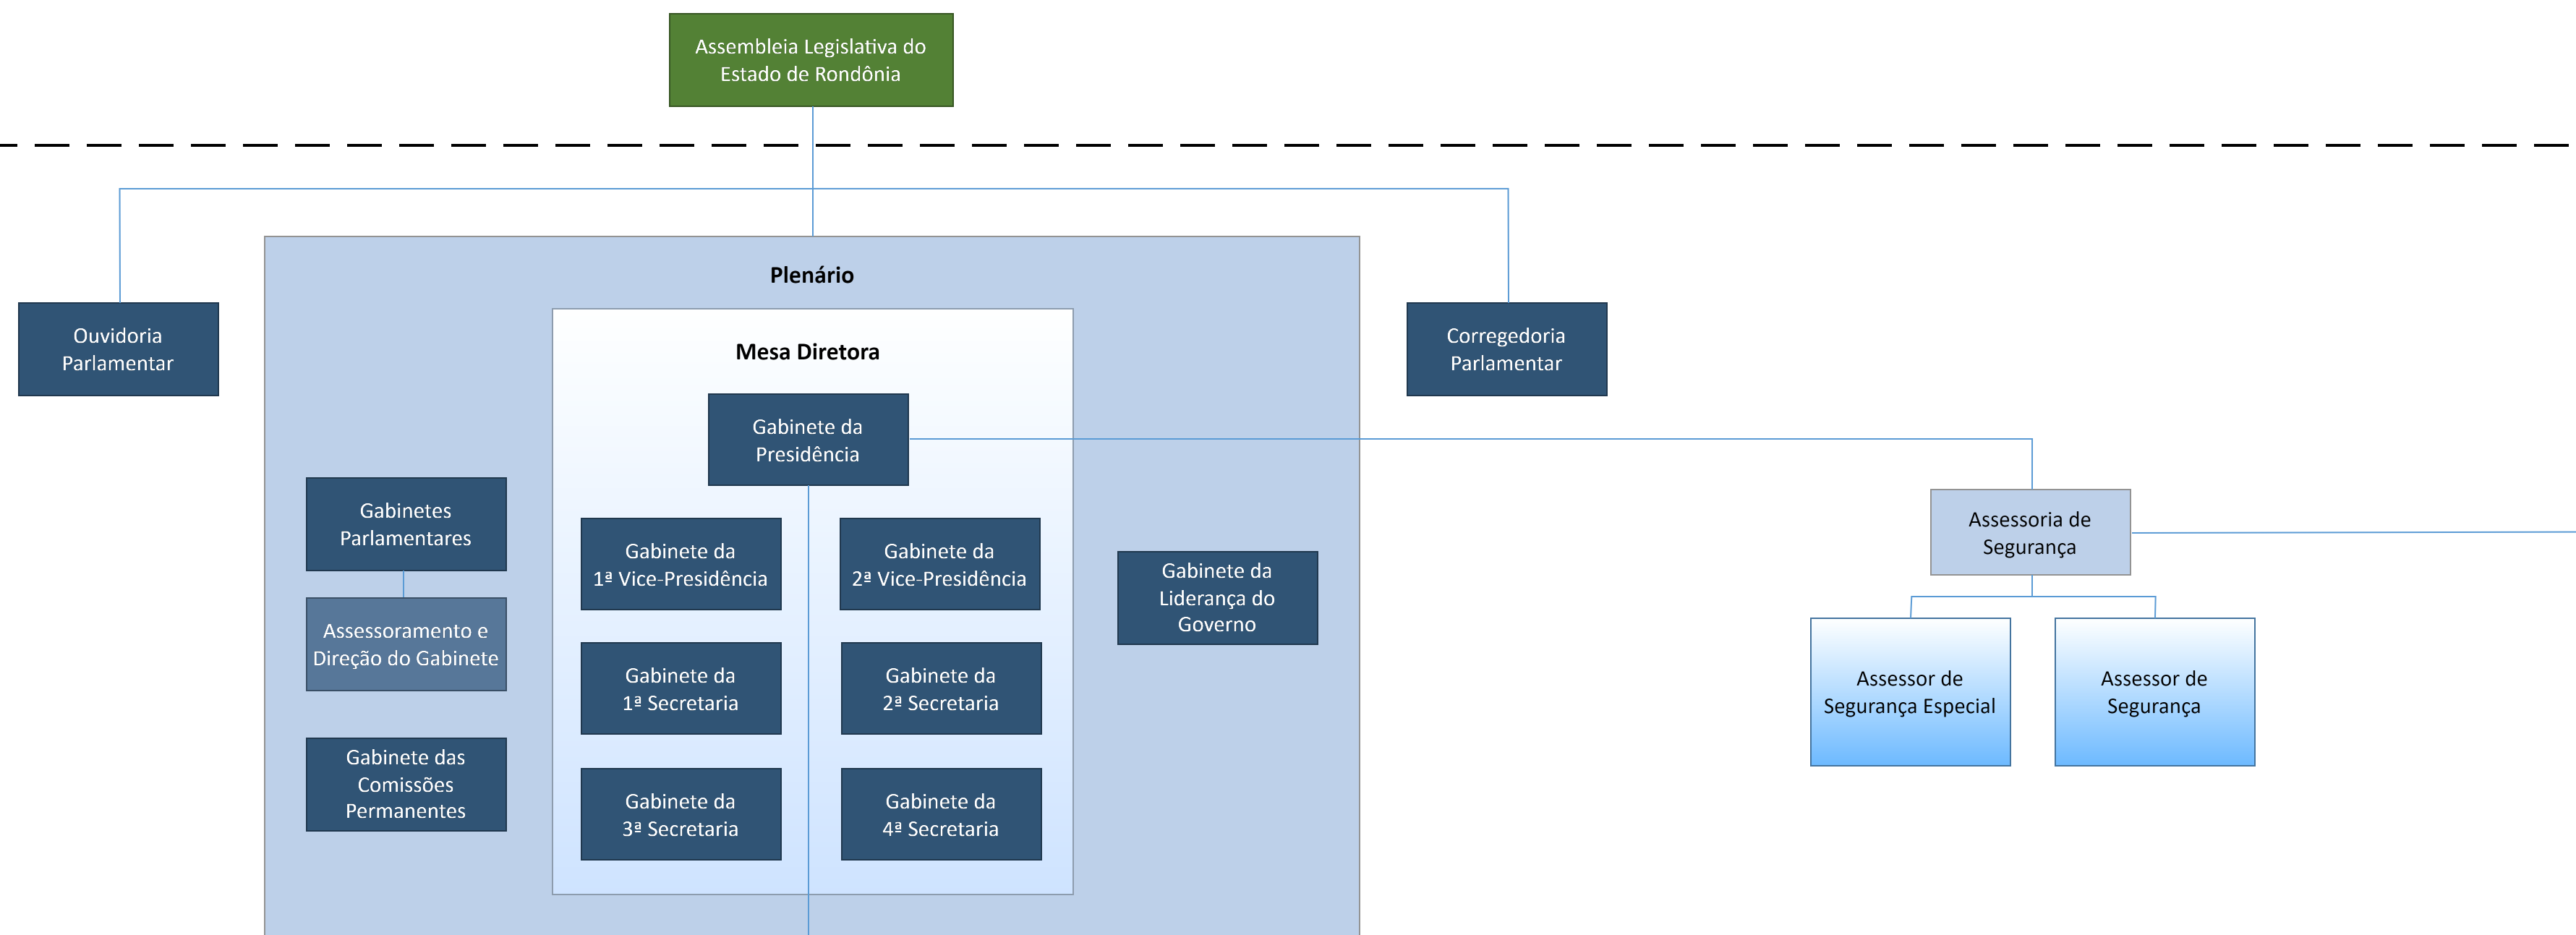 Assembleia Legislativa do
Estado de Rondônia
Plenário
Ouvidoria
Parlamentar
Mesa Diretora
Corregedoria
Parlamentar
Gabinete da
Presidência
Gabinetes
Parlamentares
Assessoramento e
Direção do Gabinete
Gabinete das
Comissões
Permanentes
Gabinete da
1ª Vice-Presidência
Gabinete da
2ª Vice-Presidência
Gabinete da
1ª Secretaria
Gabinete da
2ª Secretaria
Gabinete da
3ª Secretaria
Gabinete da
4ª Secretaria
Gabinete da
Liderança do
Governo
Assessoria de
Segurança
Assessor de
Segurança Especial
Assessor de
Segurança